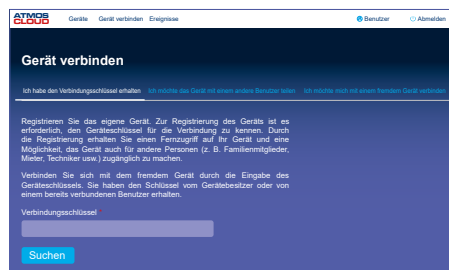 ATMOS
CLOUD
Geräte Gerät verbinden Ereignisse Benutzer Abmelden
Gerät verbinden
Ich habe den Verbindungsschlüssel erhalten Ich möchte das Gerät mit einem andere Benutzer teilen Ich möchte mich mit einem fremdem Gerät verbinden
Registrieren Sie das eigene Gerät. Zur Registrierung des Geräts ist es
erforderlich, den Geräteschlüssel für die Verbindung zu kennen. Durch
die Registrierung erhalten Sie einen Fernzugriff auf Ihr Gerät und eine
Möglichkeit, das Gerät auch für andere Personen (z. B. Familienmitglieder,
Mieter, Techniker usw.) zugänglich zu machen.
Verbinden Sie sich mit dem fremdem Gerät durch die Eingabe des
Geräteschlüssels. Sie haben den Schlüssel vom Gerätebesitzer oder von
einem bereits verbundenen Benutzer erhalten.
Verbindungsschlüssel *
Suchen